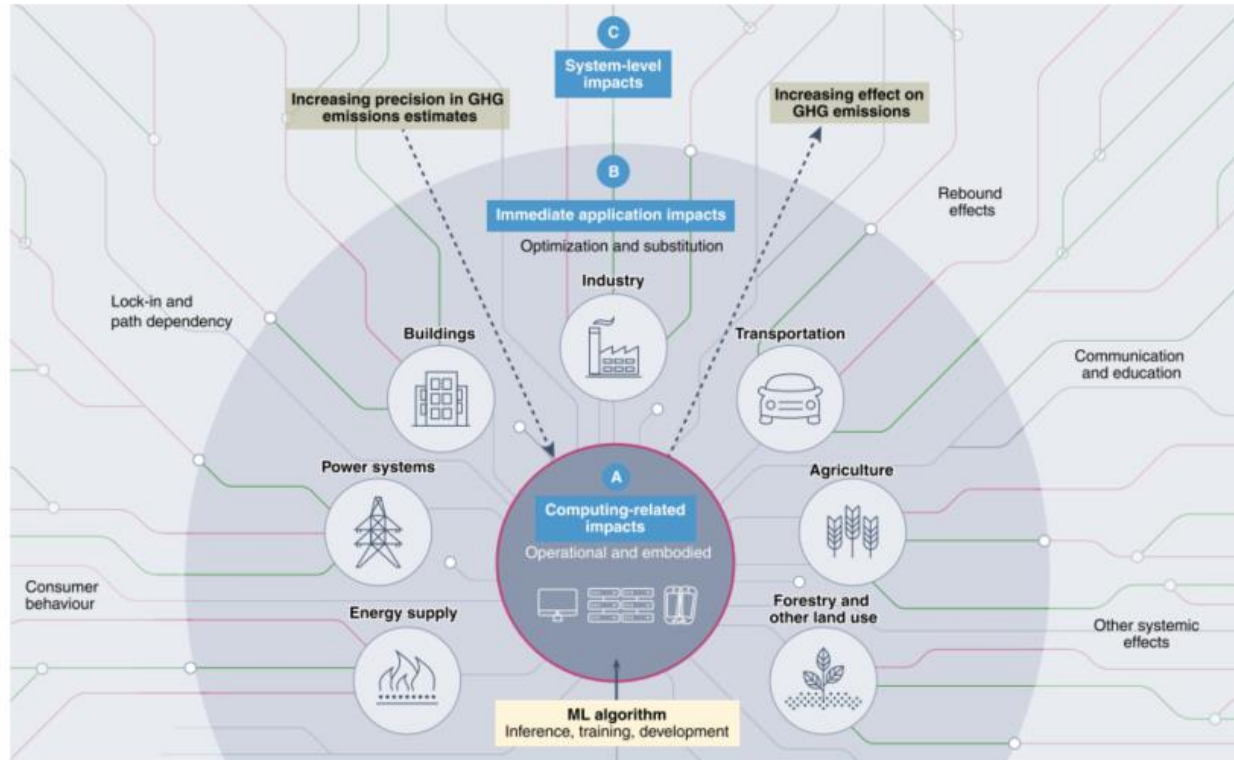 C
System-level
impacts
Increasing precision in GHG
emissions estimates
Increasing effect on
GHG emissions
B
Immediate application impacts
Optimization and substitution
Rebound
effects
Industry
Lock-in and
path dependency
Buildings
Transportation
Communication
and education
Power systems
A
Computing-related
impacts
Operational and embodied
Agriculture
Consumer
behaviour
Energy supply
Forestry and
other land use
Other systemic
effects
ML algorithm
Inference, training, development